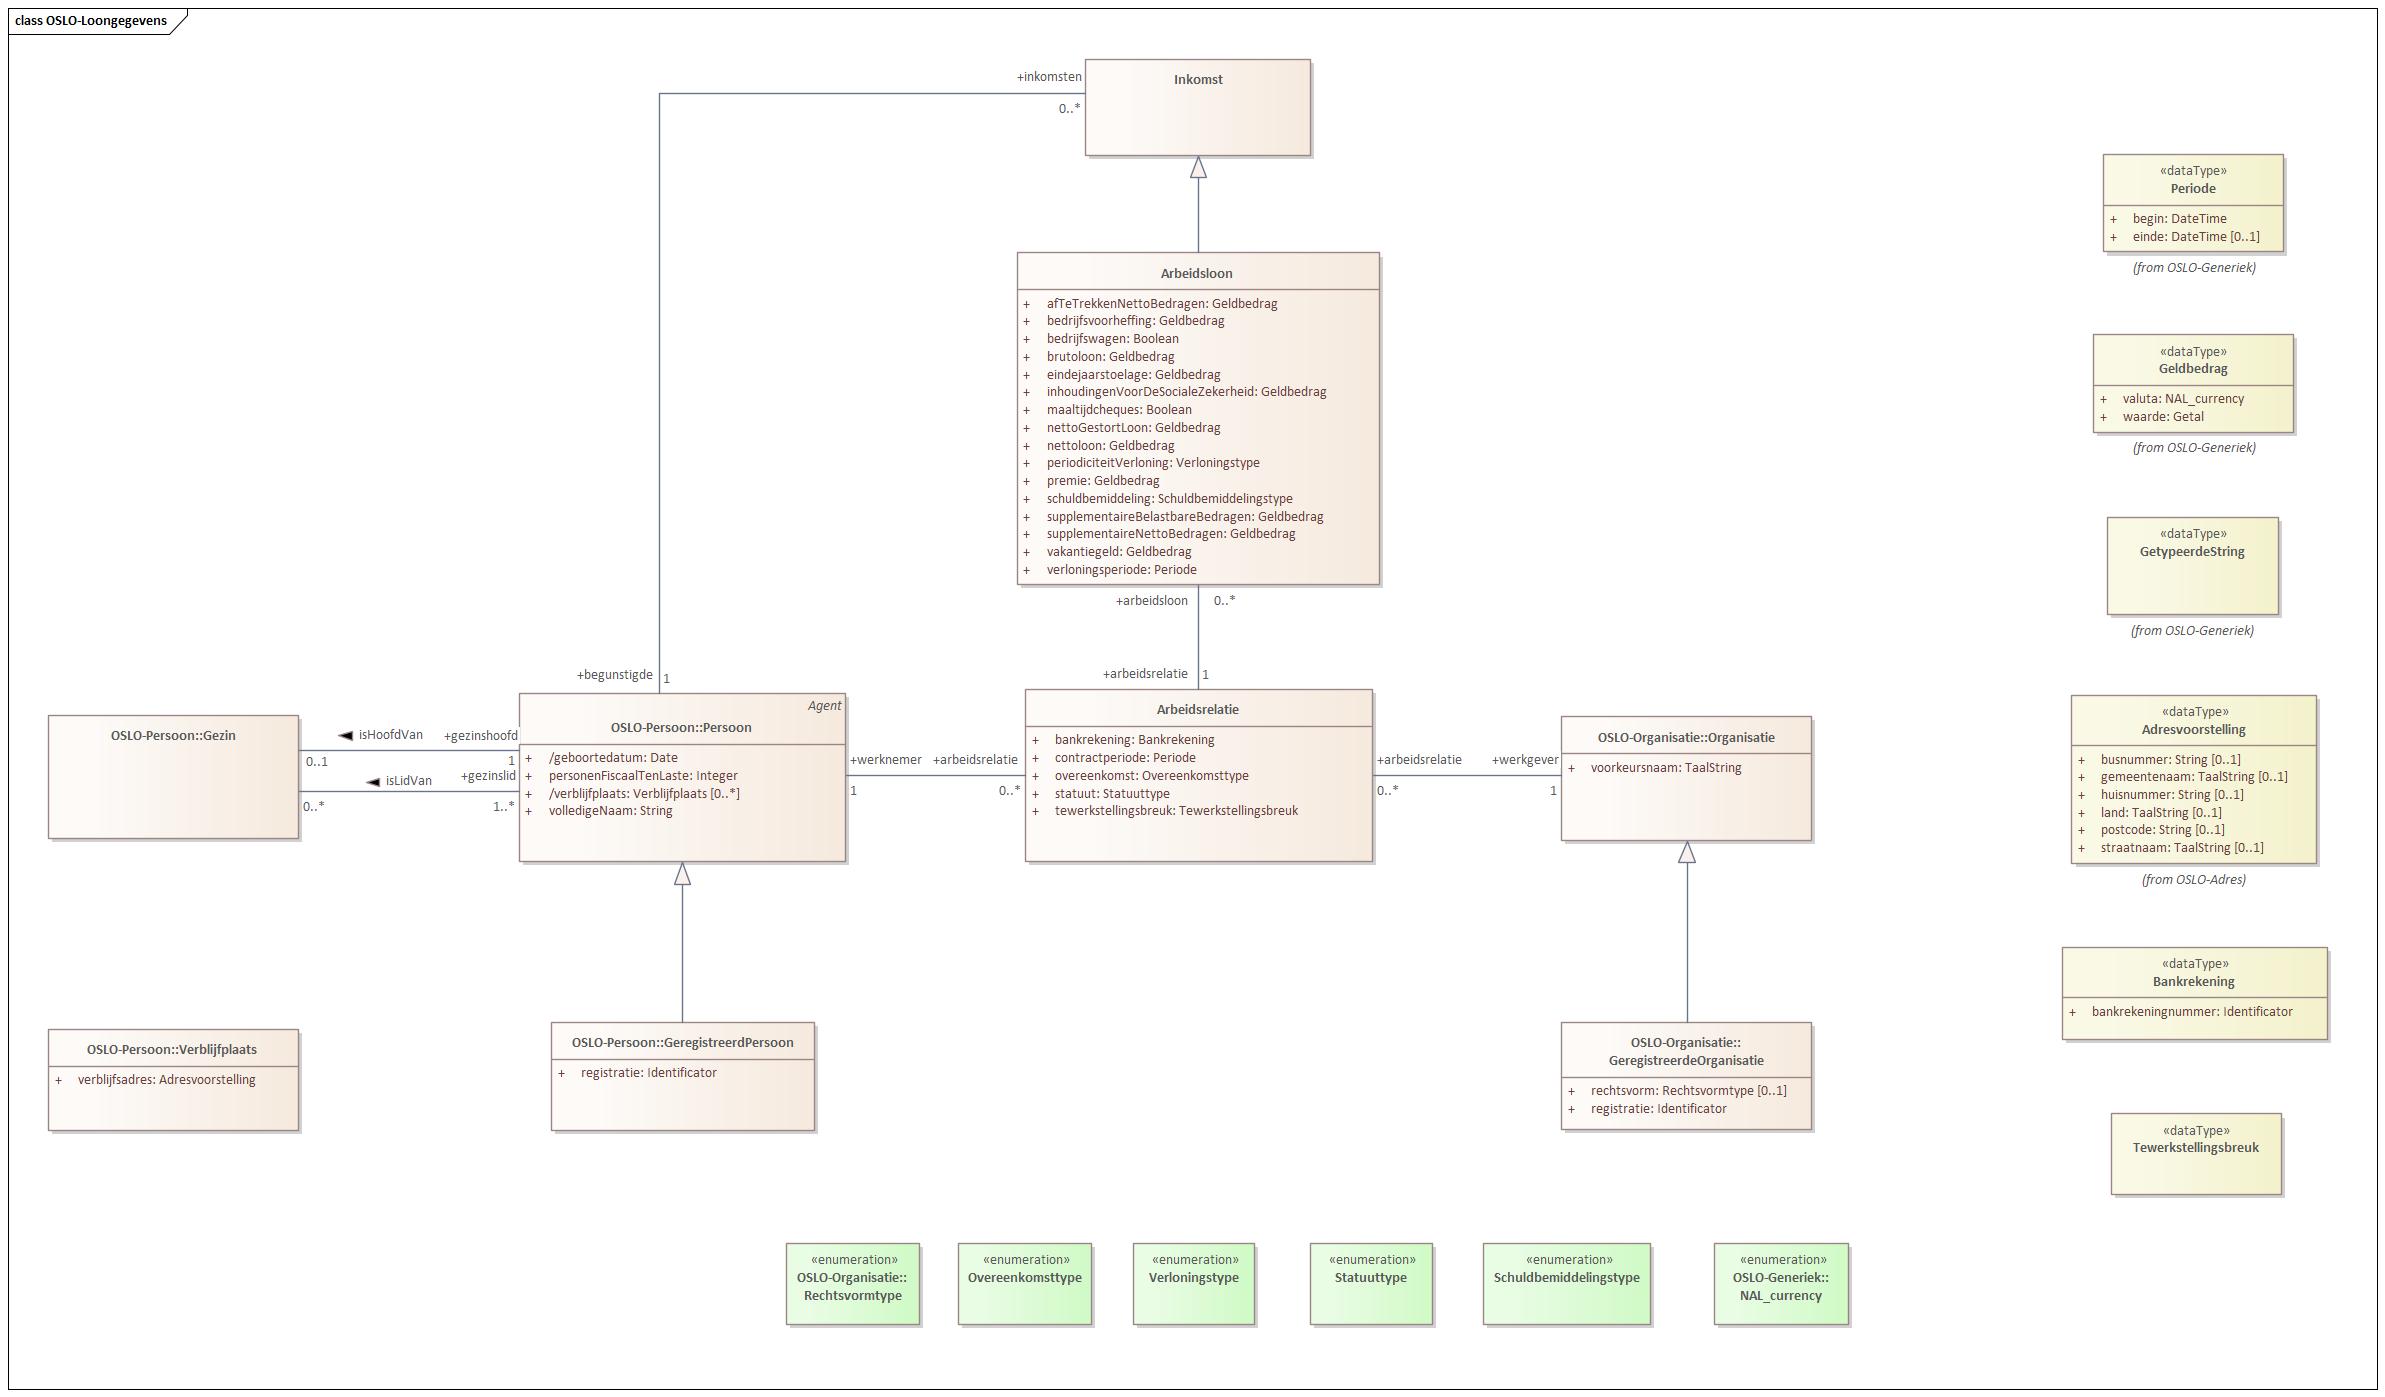 class OSLO-Loongegevens
+inkomsten
0..*
Inkomst
Arbeidsloon
+ afTeTrekkenNettoBedragen: Geldbedrag
+ bedrijfsvoorheffing: Geldbedrag
+ bedrijfswagen: Boolean
+ brutoloon: Geldbedrag
+ eindejaarstoelage: Geldbedrag
+ inhoudingenVoorDeSocialeZekerheid: Geldbedrag
+ maaltijdcheques: Boolean
+ nettoGestortLoon: Geldbedrag
+ nettoloon: Geldbedrag
+ periodiciteitVerloning: Verloningstype
+ premie: Geldbedrag
+ schuldbemiddeling: Schuldbemiddelingstype
+ supplementaireBelastbareBedragen: Geldbedrag
+ supplementaireNettoBedragen: Geldbedrag
+ vakantiegeld: Geldbedrag
+ verloningsperiode: Periode
+arbeidsloon 0..*
+arbeidsrelatie 1
+begunstigde 1
OSLO-Persoon::Gezin
isHoofdVan +gezinshoofd
0..1 1
isLidVan +gezinslid
0..* 1..*
Agent
OSLO-Persoon::Persoon
+ /geboortedatum: Date
+ personenFiscaalTenLaste: Integer
+ /verblijfplaats: Verblijfplaats [0..*]
+ volledigeNaam: String
+werknemer +arbeidsrelatie
1 0..*
Arbeidsrelatie
+ bankrekening: Bankrekening
+ contractperiode: Periode
+ overeenkomst: Overeenkomsttype
+ statuut: Statuuttype
+ tewerkstellingsbreuk: Tewerkstellingsbreuk
+arbeidsrelatie +werkgever
0..* 1
OSLO-Organisatie::Organisatie
+ voorkeursnaam: TaalString
OSLO-Persoon::Verblijfplaats
+ verblijfsadres: Adresvoorstelling
OSLO-Persoon::GeregistreerdPersoon
+ registratie: Identificator
OSLO-Organisatie::
GeregistreerdeOrganisatie
+ rechtsvorm: Rechtsvormtype [0..1]
+ registratie: Identificator
«dataType»
Periode
+ begin: DateTime
+ einde: DateTime [0..1]
(from OSLO-Generiek)
«dataType»
Geldbedrag
+ valuta: NAL_currency
+ waarde: Getal
(from OSLO-Generiek)
«dataType»
GetypeerdeString
(from OSLO-Generiek)
«dataType»
Adresvoorstelling
+ busnummer: String [0..1]
+ gemeentenaam: TaalString [0..1]
+ huisnummer: String [0..1]
+ land: TaalString [0..1]
+ postcode: String [0..1]
+ straatnaam: TaalString [0..1]
(from OSLO-Adres)
«dataType»
Bankrekening
+ bankrekeningnummer: Identificator
«dataType»
Tewerkstellingsbreuk
«enumeration»
OSLO-Organisatie::
Rechtsvormtype
«enumeration»
Overeenkomsttype
«enumeration»
Verloningstype
«enumeration»
Statuuttype
«enumeration»
Schuldbemiddelingstype
«enumeration»
OSLO-Generiek::
NAL_currency